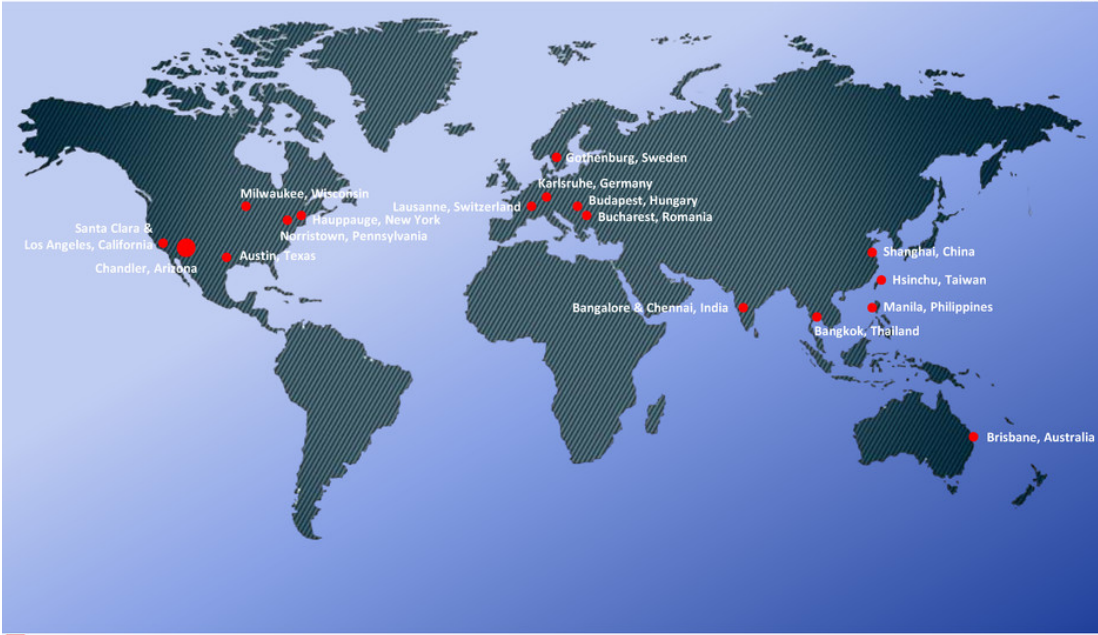 Gothenburg, Sweden
Karlsruhe, Germany
Milwaukee, Wisconsin
Budapest, Hungary
Lausanne, Switzerland
Bucharest, Romania
Hauppauge, New York
Santa Clara &
Los Angeles, California
Norristown, Pennsylvania
Austin, Texas
Shanghai, China
Chandler, Arizona
Hsinchu, Taiwan
Bangalore & Chennai, India
Manila, Philippines
Bangkok, Thailand
Brisbane, Australia